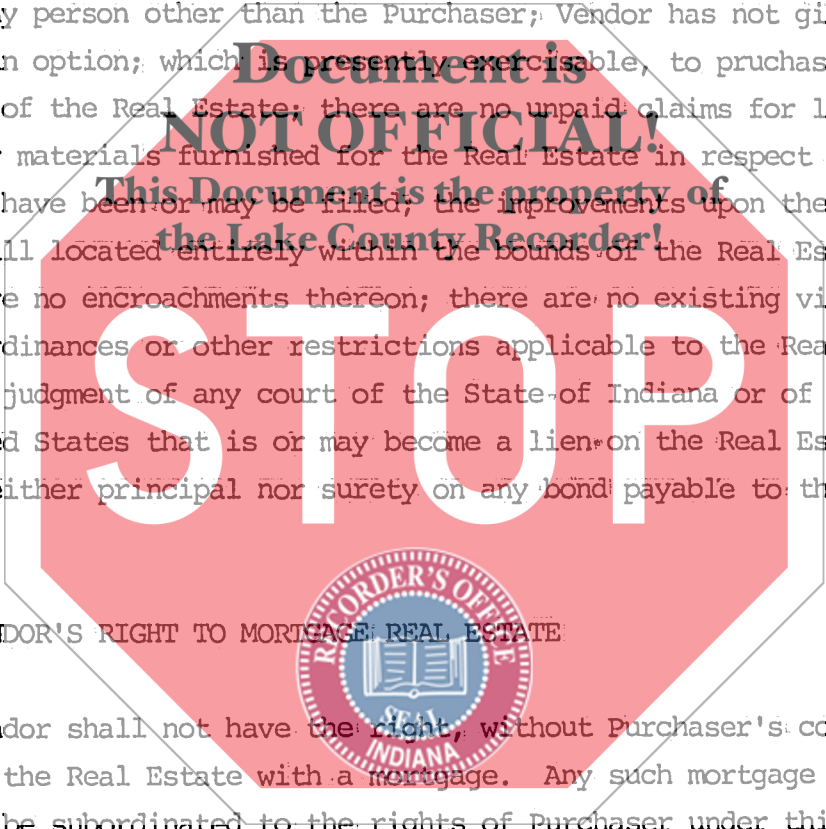 y person other than the Purchaser; Vendor has not gi
n option; which is presently exercisable, to pruchas
Document is
of the Real Estate; there are no unpaid claims for l
NOT OFFICIAL!
materials furnished for the Real Estate in respect
This Document is the property of
have been or may be filed; the improvements upon the
the Lake County Recorder!
ll located entirely within the bounds of the Real Es
e no encroachments thereon; there are no existing vi
dinances or other restrictions applicable to the Rea
judgment of any court of the State of Indiana or of
STOP
d States that is or may become a lien on the Real Es
ither principal nor surety on any bond payable to th
RECORDER'S OFFICE
DOR'S RIGHT TO MORTGAGE REAL ESTATE
SEAL
INDIANA
dor shall not have the right, without Purchaser's co
the Real Estate with a mortgage. Any such mortgage
be subordinated to the rights of Purchaser under thi